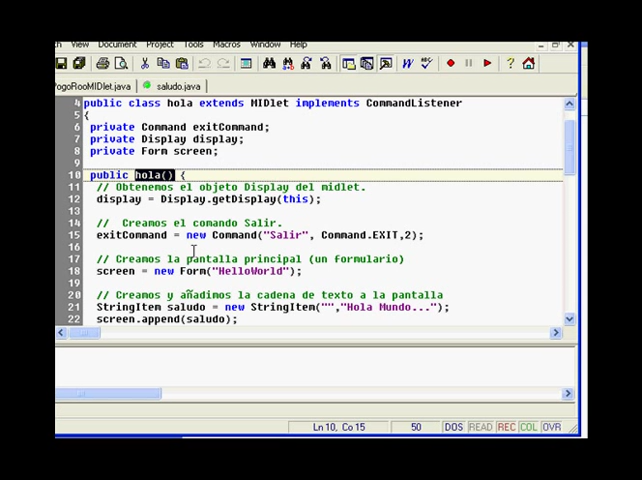 View Document Project Tools Macros Window Help
PogoRooMIDlet.java saludo.java
4 public class hola extends MIDlet implements CommandListener
5 {
6 private Command exitCommand;
7 private Display display;
8 private Form screen;
9
10 public hola() {
11 // Obtenemos el objeto Display del midlet.
12 display = Display.getDisplay(this);
13
14 // Creamos el comando Salir.
15 exitCommand = new Command("Salir", Command.EXIT,2);
16
17 // Creamos la pantalla principal (un formulario)
18 screen = new Form("HelloWorld");
19
20 // Creamos y añadimos la cadena de texto a la pantalla
21 StringItem saludo = new StringItem("","Hola Mundo...");
22 screen.append(saludo);
Ln 10, Co 15 50 DOS READ REC COL OVR